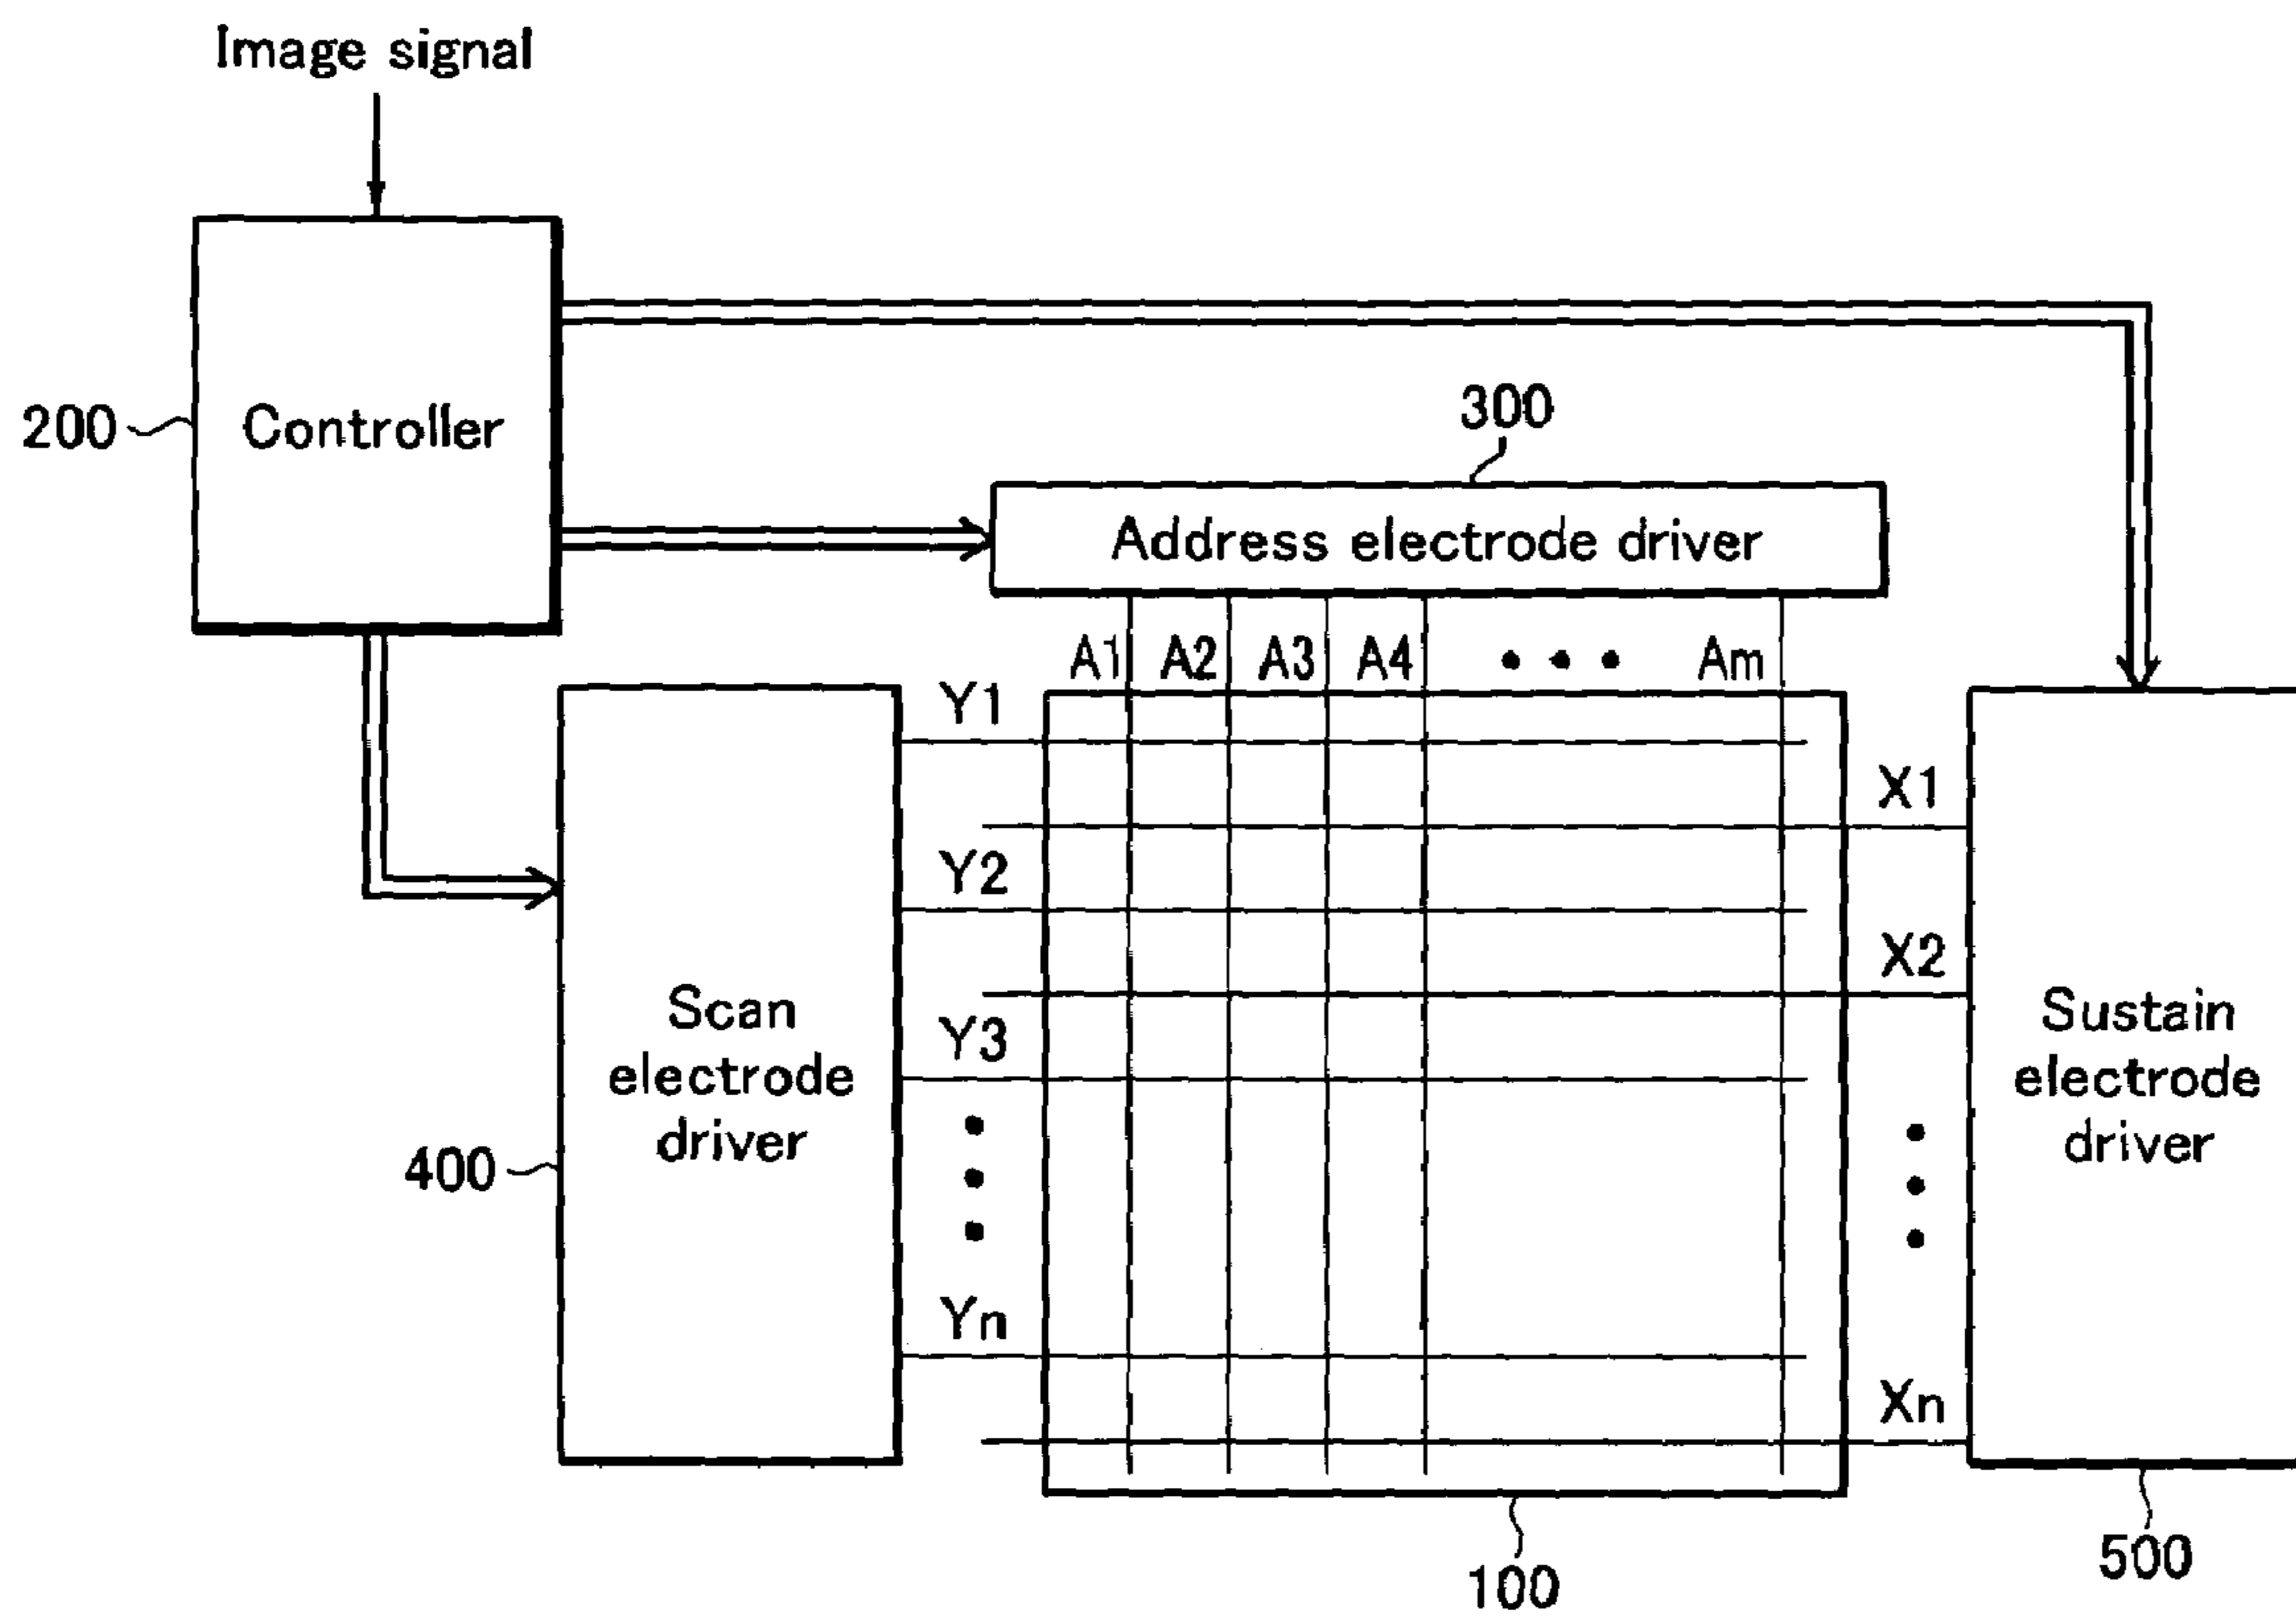 Image signal
200
Controller
300
Address electrode driver
A1 A2 A3 A4 • • • Am
Y1
X1
Y2
X2
Y3
Scan
electrode
driver
Sustain
electrode
driver
400
Yn
Xn
100
500